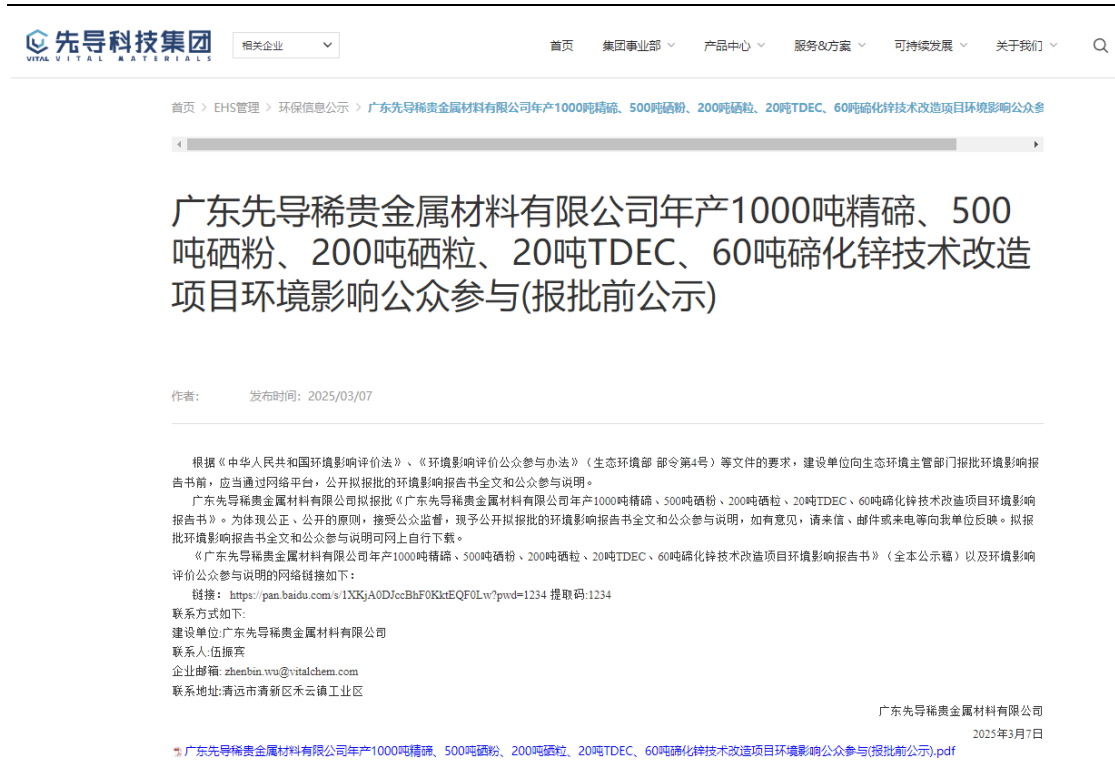 先导科技集团
VITAL VITAL MATERIALS
相关企业
首页 集团事业部 产品中心 服务&方案 可持续发展 关于我们
首页 > EHS管理 > 环保信息公示 > 广东先导稀贵金属材料有限公司年产1000吨精碲、500吨硒粉、200吨硒粒、20吨TDEC、60吨碲化锌技术改造项目环境影响公众参
广东先导稀贵金属材料有限公司年产1000吨精碲、500
吨硒粉、200吨硒粒、20吨TDEC、60吨碲化锌技术改造
项目环境影响公众参与(报批前公示)
作者： 发布时间：2025/03/07
根据《中华人民共和国环境影响评价法》、《环境影响评价公众参与办法》（生态环境部 部令第4号）等文件的要求，建设单位向生态环境主管部门报批环境影响报
告书前，应当通过网络平台，公开拟报批的环境影响报告书全文和公众参与说明。
广东先导稀贵金属材料有限公司拟报批《广东先导稀贵金属材料有限公司年产1000吨精碲、500吨硒粉、200吨硒粒、20吨TDEC、60吨碲化锌技术改造项目环境影响
报告书》。为体现公正、公开的原则，接受公众监督，现予公开拟报批的环境影响报告书全文和公众参与说明，如有意见，请来信、邮件或来电等向我单位反映。拟报
批环境影响报告书全文和公众参与说明可网上自行下载。
《广东先导稀贵金属材料有限公司年产1000吨精碲、500吨硒粉、200吨硒粒、20吨TDEC、60吨碲化锌技术改造项目环境影响报告书》（全本公示稿）以及环境影响
评价公众参与说明的网络链接如下：
链接： https://pan.baidu.com/s/1XKjA0DJccBhF0KktEQF0Lw?pwd=1234 提取码:1234
联系方式如下:
建设单位:广东先导稀贵金属材料有限公司
联系人:伍振宾
企业邮箱: zhenbin.wu@vitalchem.com
联系地址:清远市清新区禾云镇工业区
广东先导稀贵金属材料有限公司
2025年3月7日
广东先导稀贵金属材料有限公司年产1000吨精碲、500吨硒粉、200吨硒粒、20吨TDEC、60吨碲化锌技术改造项目环境影响公众参与(报批前公示).pdf